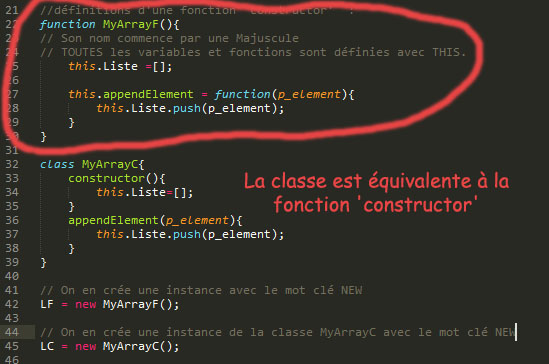 21 //définitions d'une fonction 'constructor' :
22 function MyArrayF(){
23 // Son nom commence par une Majuscule
24 // TOUTES les variables et fonctions sont définies avec THIS.
25 this.Liste =[];
26
27 this.appendElement = function(p_element){
28 this.Liste.push(p_element);
29 }
30 }
31
32 class MyArrayC{
33 constructor(){
34 this.Liste=[];
35 }
36 appendElement(p_element){
37 this.Liste.push(p_element);
38 }
39 }
40
41 // On en crée une instance avec le mot clé NEW
42 LF = new MyArrayF();
43
44 // On en crée une instance de la classe MyArrayC avec le mot clé NEW
45 LC = new MyArrayC();
46
La classe est équivalente à la
fonction 'constructor'